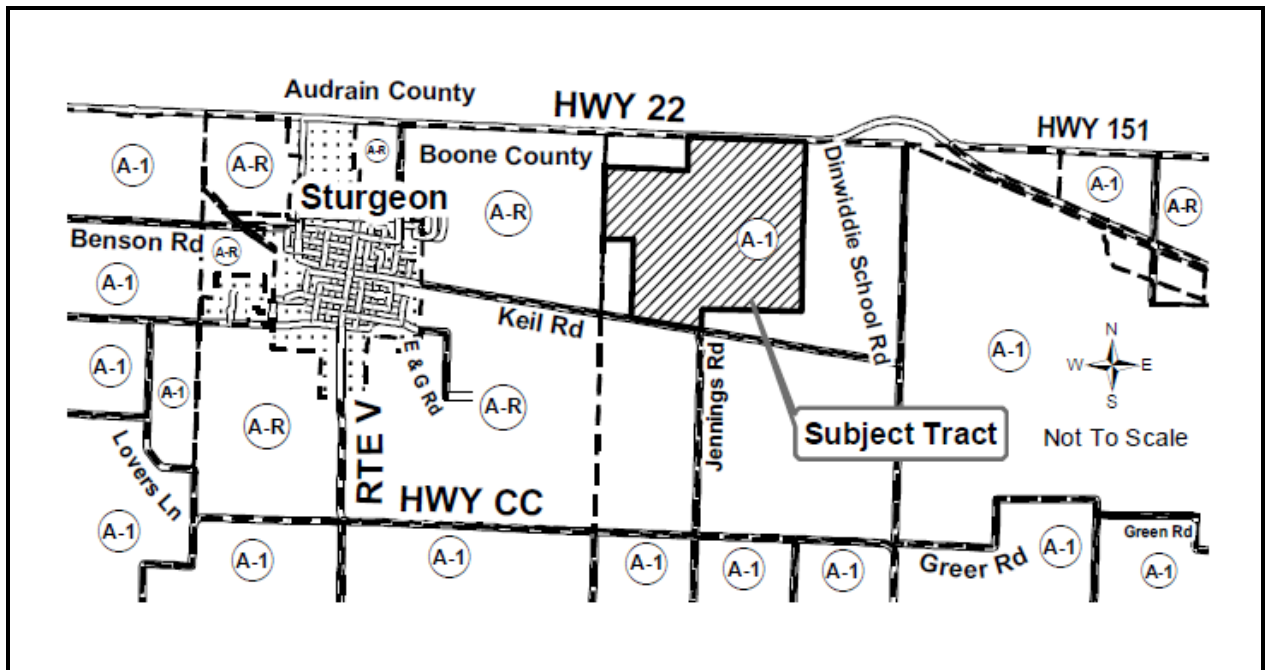 Audrain County
HWY 22
HWY 151
A-1
A-R
A-R
Boone County
A-1
A-R
Sturgeon
A-R
A-1
Dinwiddie School Rd
Benson Rd
A-R
A-1
Keil Rd
A-1
N
W
E
S
A-1
A-1
E & G Rd
A-R
Jennings Rd
Subject Tract
Not To Scale
A-R
RTE V
Lovers Ln
HWY CC
A-1
A-1
A-1
A-1
A-1
A-1
Greer Rd
A-1
Green Rd
A-1